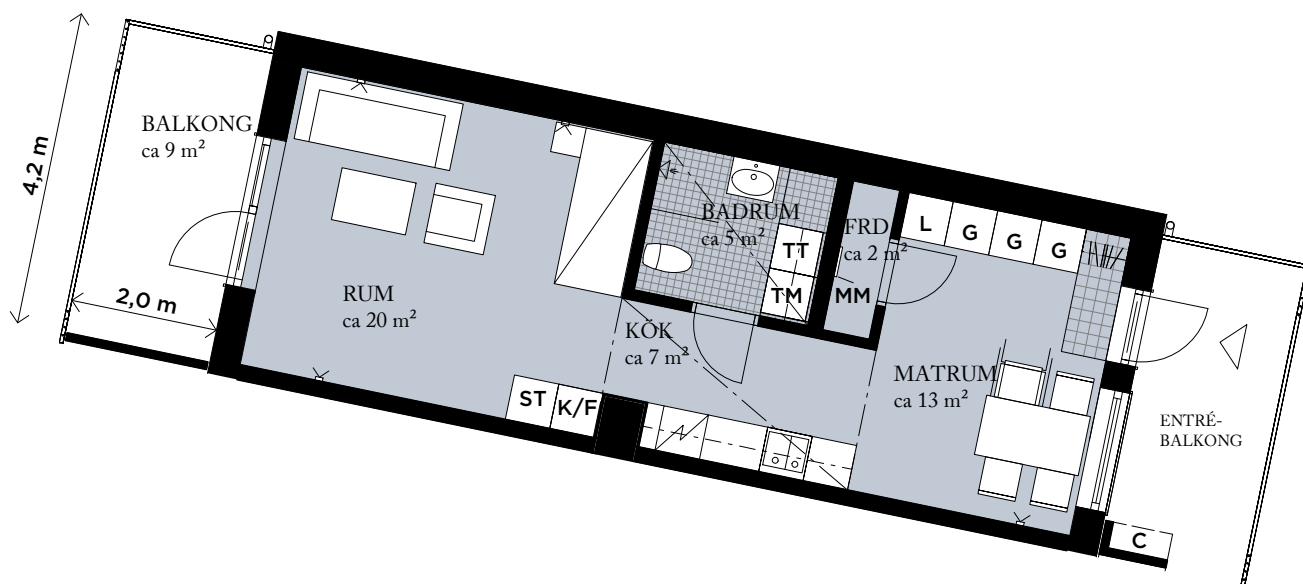 4,2 m
BALKONG
ca 9 m²
2,0 m
RUM
ca 20 m²
BADRUM
ca 5 m²
TT
TM
FRD
ca 2 m²
MM
L
G
G
G
KÖK
ca 7 m²
ST
K/F
MATRUM
ca 13 m²
ENTRÉ-
BALKONG
C